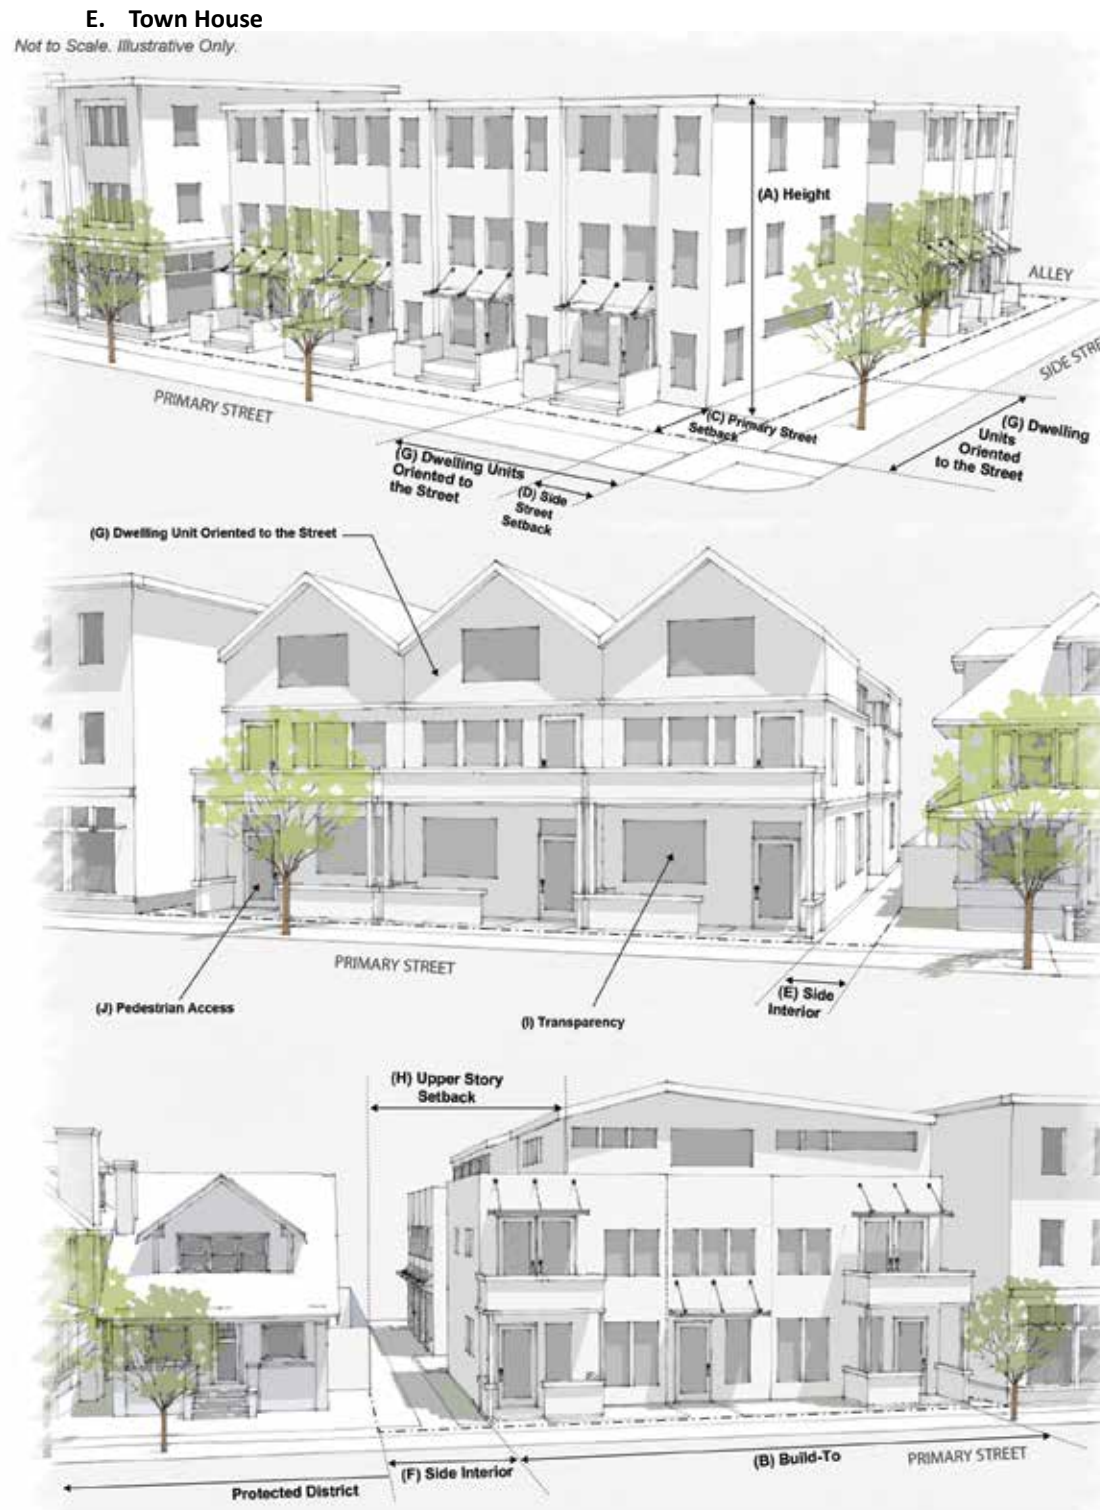 E. Town House
Not to Scale. Illustrative Only.
(A) Height
ALLEY
SIDE STRE
PRIMARY STREET
(C) Primary Street
Setback
(G) Dwelling
Units
Oriented
to the Street
(G) Dwelling Units
Oriented to
the Street
(D) Side
Street
Setback
(G) Dwelling Unit Oriented to the Street
PRIMARY STREET
(J) Pedestrian Access
(I) Transparency
(E) Side
Interior
(H) Upper Story
Setback
(B) Build-To
PRIMARY STREET
(F) Side Interior
Protected District